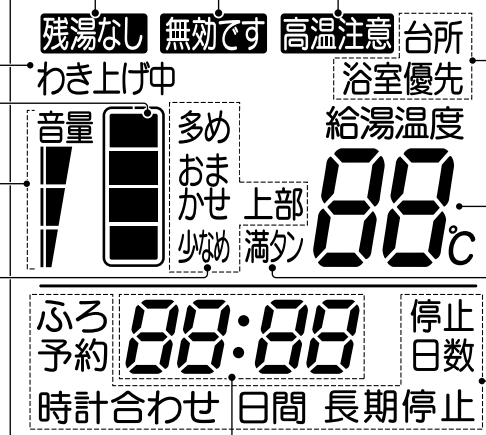 残湯なし 無効です 高温注意 台所
わき上げ中 浴室優先
音量 多め 給湯温度
おま
かせ 上部 88℃
少なめ 満タン
ふろ 88:88 停止
予約 日数
時計合わせ 日間 長期停止